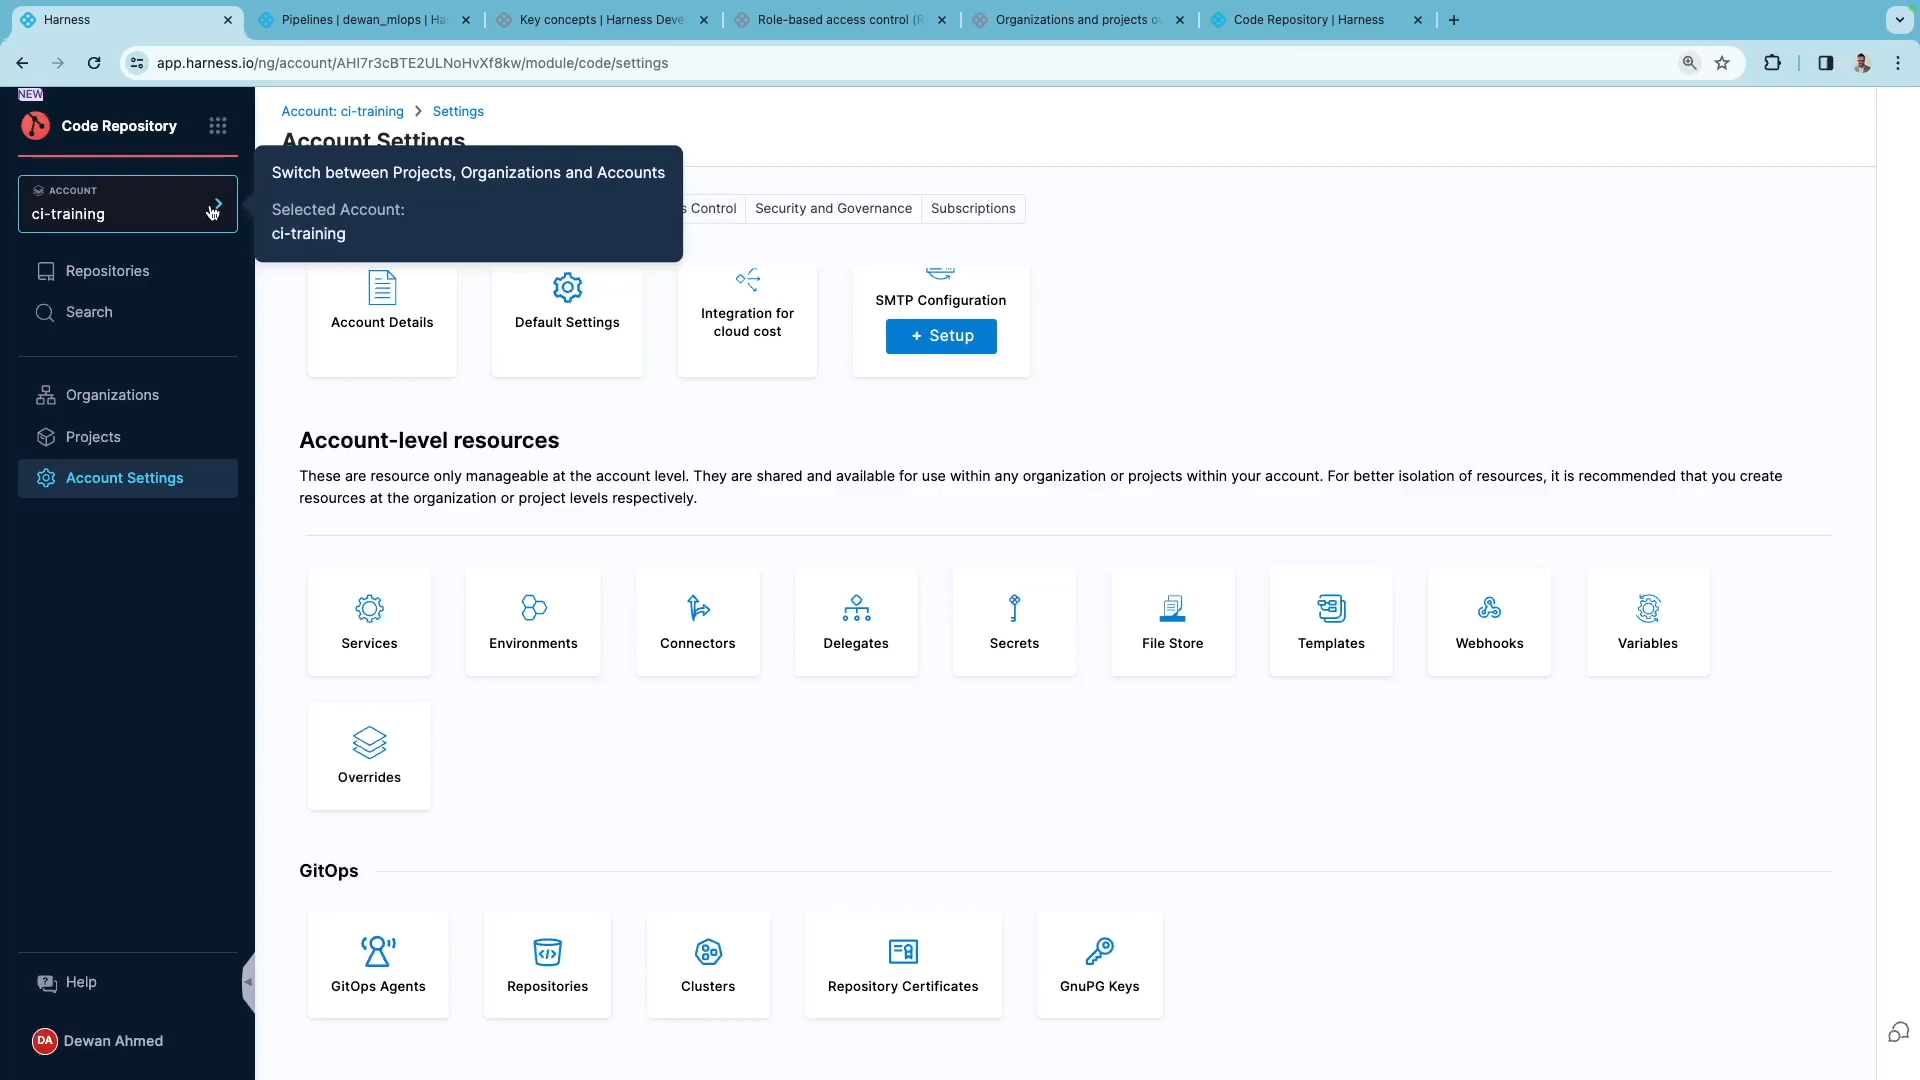 Harness
Pipelines | dewan_mlops | Ha
Key concepts | Harness Deve
Role-based access control (R
Organizations and projects o
Code Repository | Harness
app.harness.io/ng/account/AHI7r3cBTE2ULNoHvXf8kw/module/code/settings
NEW
Code Repository
ACCOUNT
ci-training
Repositories
Search
Organizations
Projects
Account Settings
Help
DA Dewan Ahmed
Account: ci-training > Settings
Account Settings
Switch between Projects, Organizations and Accounts
Selected Account:
ci-training
s Control
Security and Governance
Subscriptions
Account Details
Default Settings
Integration for
cloud cost
SMTP Configuration
+ Setup
Account-level resources
These are resource only manageable at the account level. They are shared and available for use within any organization or projects within your account. For better isolation of resources, it is recommended that you create
resources at the organization or project levels respectively.
Services
Environments
Connectors
Delegates
Secrets
File Store
Templates
Webhooks
Variables
Overrides
GitOps
GitOps Agents
Repositories
Clusters
Repository Certificates
GnuPG Keys